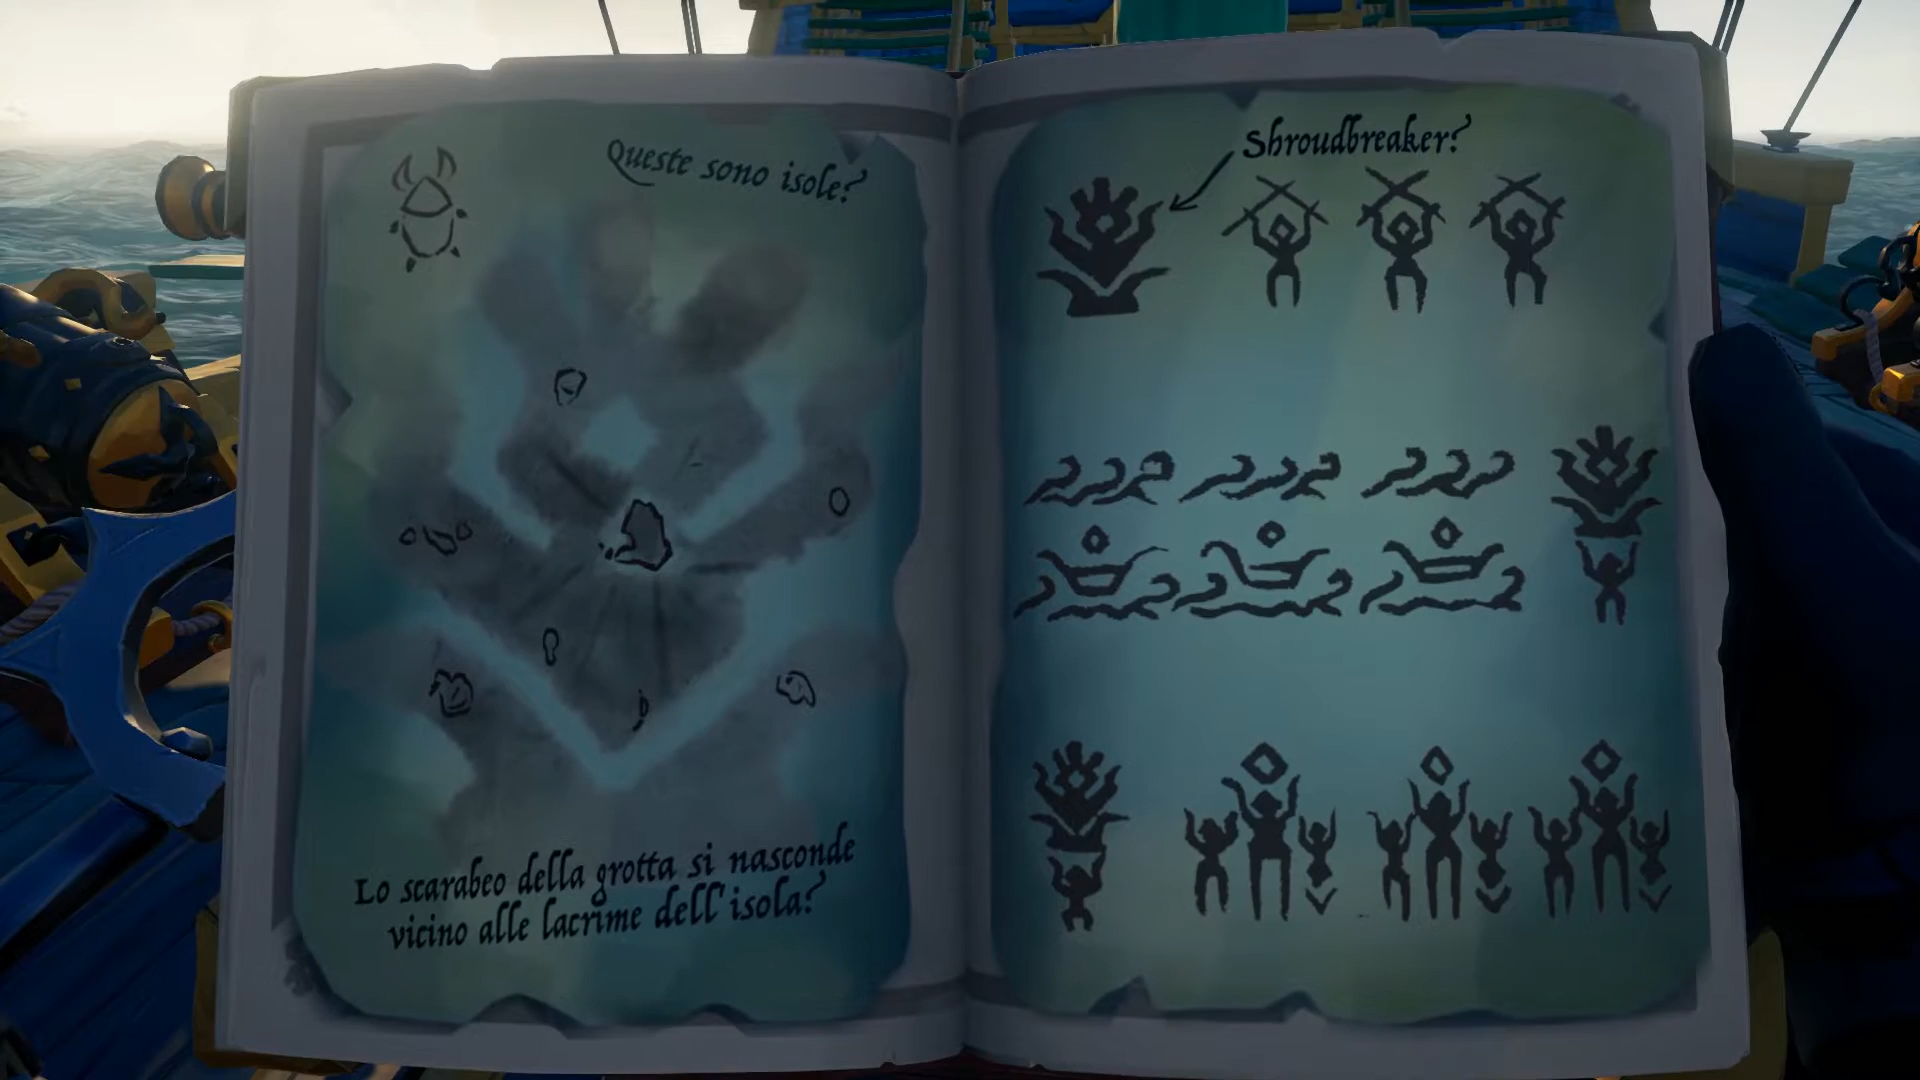 Queste sono isole?
Lo scarabeo della grotta si nasconde
vicino alle lacrime dell'isola?
Shroudbreaker?